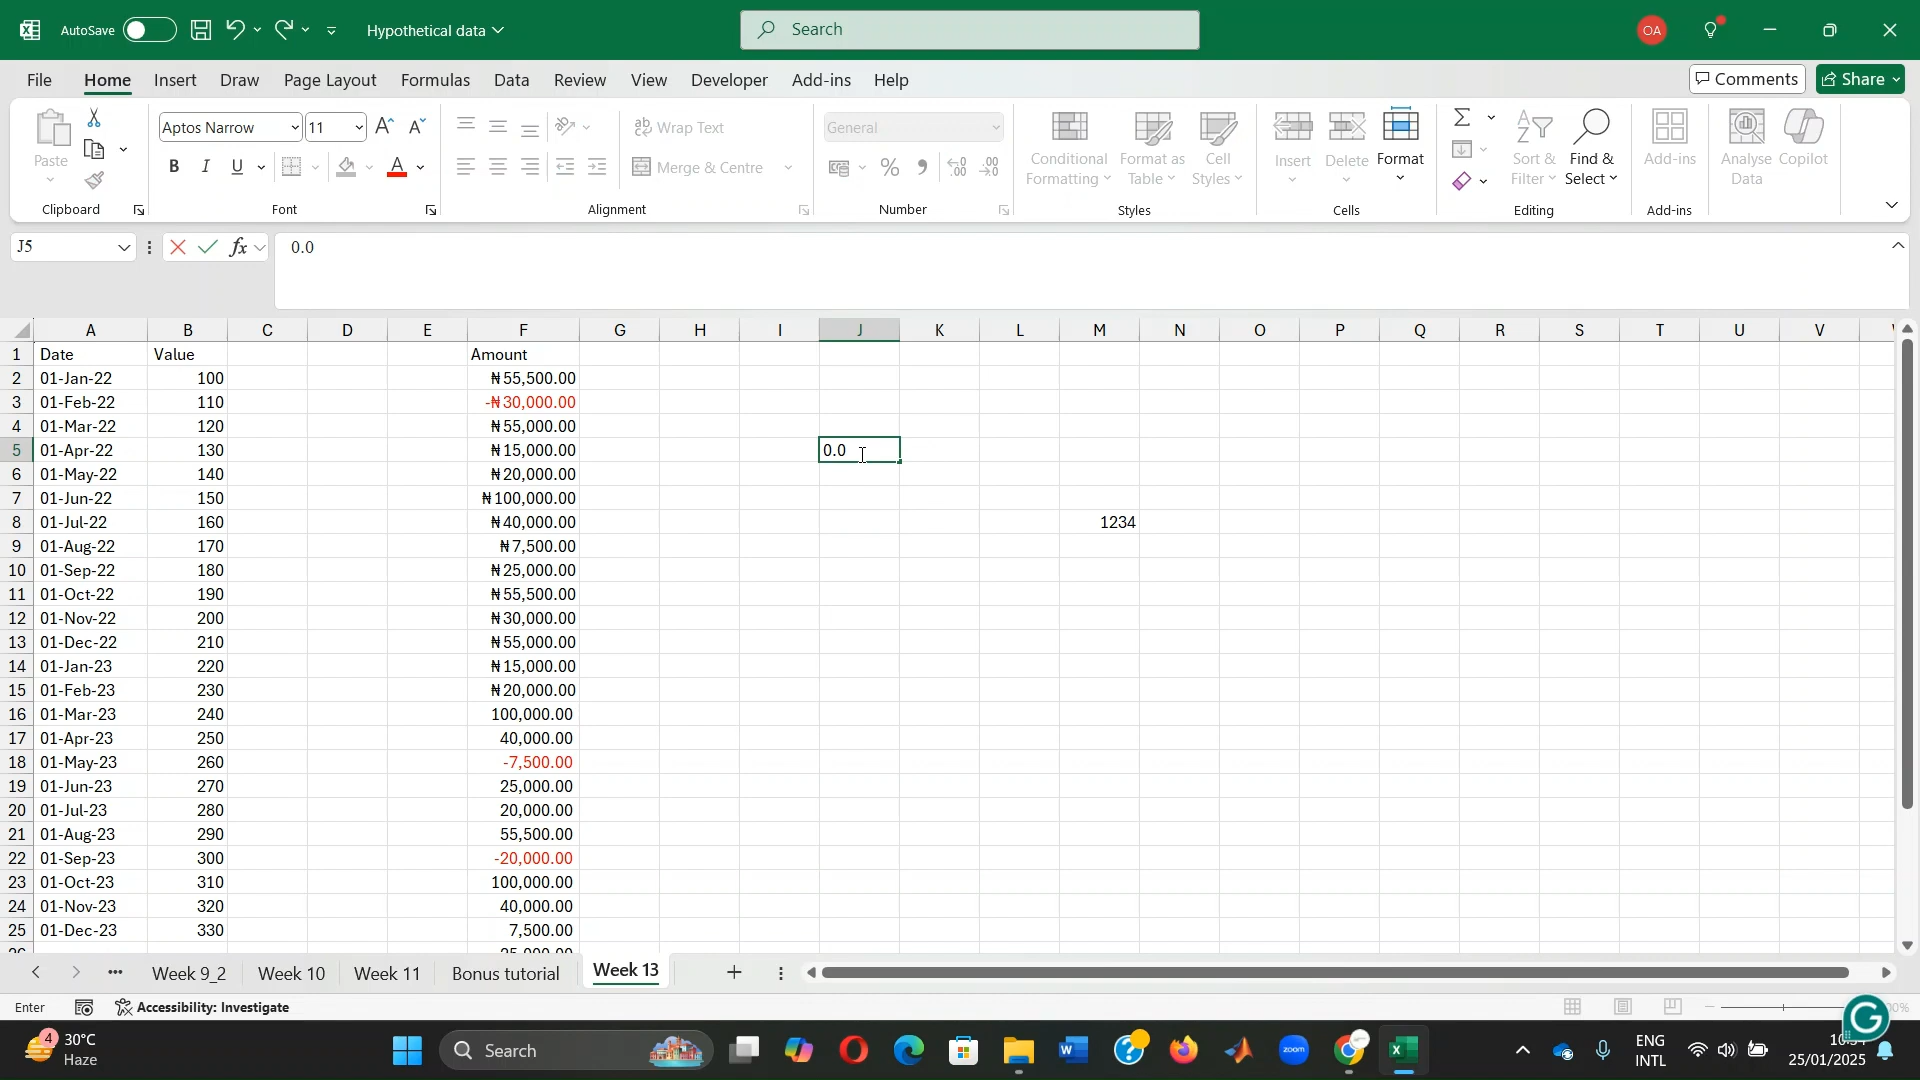 AutoSave
Hypothetical data
Search
OA
File Home Insert Draw Page Layout Formulas Data Review View Developer Add-ins Help
Comments
Share
Paste
Clipboard
Aptos Narrow
11
B I U
Font
Wrap Text
Merge & Centre
Alignment
General
Number
Conditional Formatting
Format as Table
Cell Styles
Styles
Insert
Delete
Format
Cells
Sort & Filter
Find & Select
Editing
Add-ins
Add-ins
Analyse Data
Copilot
J5
fx
0.0
A B C D E F G H I J K L M N O P Q R S T U V
1 Date Value Amount
2 01-Jan-22 100 ₦55,500.00
3 01-Feb-22 110 -₦30,000.00
4 01-Mar-22 120 ₦55,000.00
5 01-Apr-22 130 ₦15,000.00 0.0
6 01-May-22 140 ₦20,000.00
7 01-Jun-22 150 ₦100,000.00
8 01-Jul-22 160 ₦40,000.00 1234
9 01-Aug-22 170 ₦7,500.00
10 01-Sep-22 180 ₦25,000.00
11 01-Oct-22 190 ₦55,500.00
12 01-Nov-22 200 ₦30,000.00
13 01-Dec-22 210 ₦55,000.00
14 01-Jan-23 220 ₦15,000.00
15 01-Feb-23 230 ₦20,000.00
16 01-Mar-23 240 100,000.00
17 01-Apr-23 250 40,000.00
18 01-May-23 260 -7,500.00
19 01-Jun-23 270 25,000.00
20 01-Jul-23 280 20,000.00
21 01-Aug-23 290 55,500.00
22 01-Sep-23 300 -20,000.00
23 01-Oct-23 310 100,000.00
24 01-Nov-23 320 40,000.00
25 01-Dec-23 330 7,500.00
Week 9_2 Week 10 Week 11 Bonus tutorial Week 13
Enter
Accessibility: Investigate
4
30°C
Haze
Search
zoom
ENG
INTL
25/01/2025